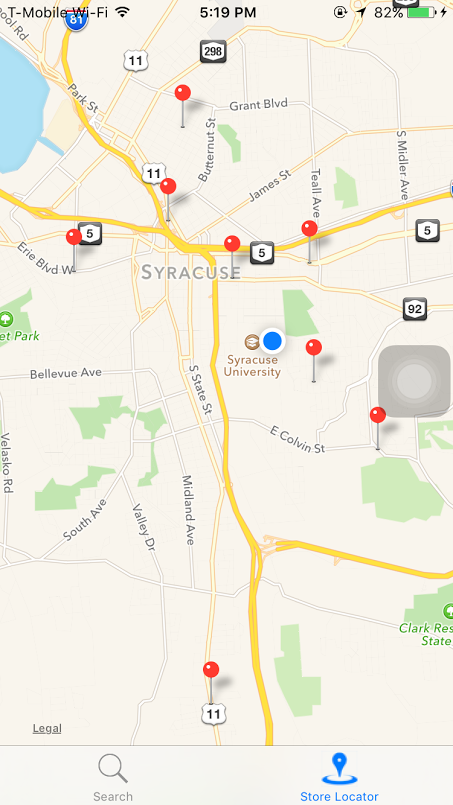 T-Mobile Wi-Fi 5:19 PM 82%
81
11
298
Park St
Grant Blvd
Butternut St
S Midler Ave
11
James St
Teall Ave
5
5
5
Erie Blvd W
SYRACUSE
92
et Park
Syracuse
University
Bellevue Ave
S State St
E Colvin St
Velasko Rd
Midland Ave
South Ave
Valley Dr
Clark Res
State
11
Legal
Search
Store Locator